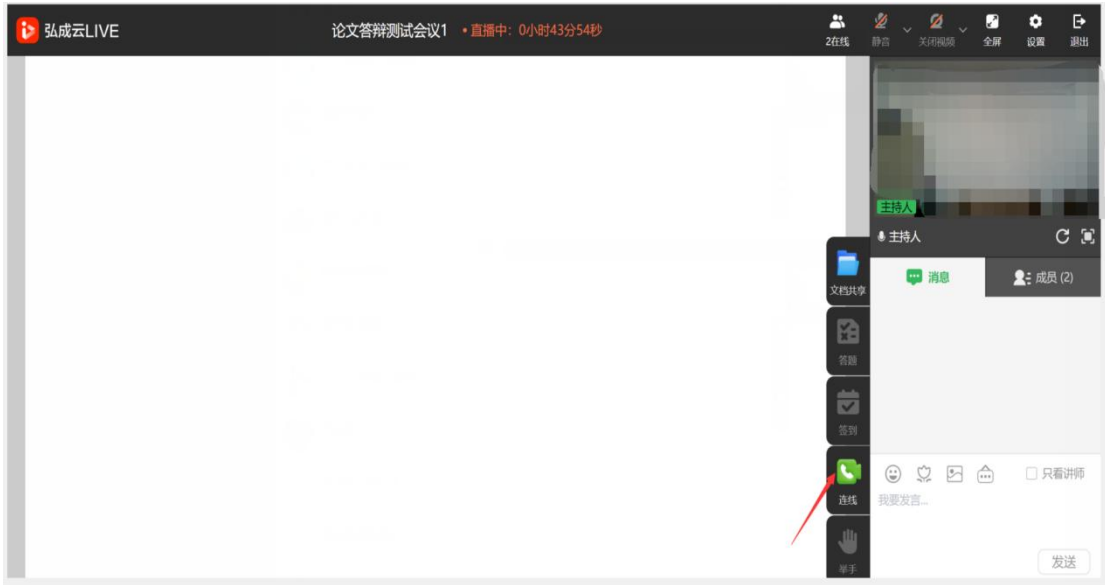 弘成云LIVE
论文答辩测试会议1 • 直播中：0小时43分54秒
2在线 静音 关闭视频 全屏 设置 退出
主持人
主持人
消息 成员 (2)
文档共享
答题
签到
连线
举手
只看讲师
我要发言...
发送